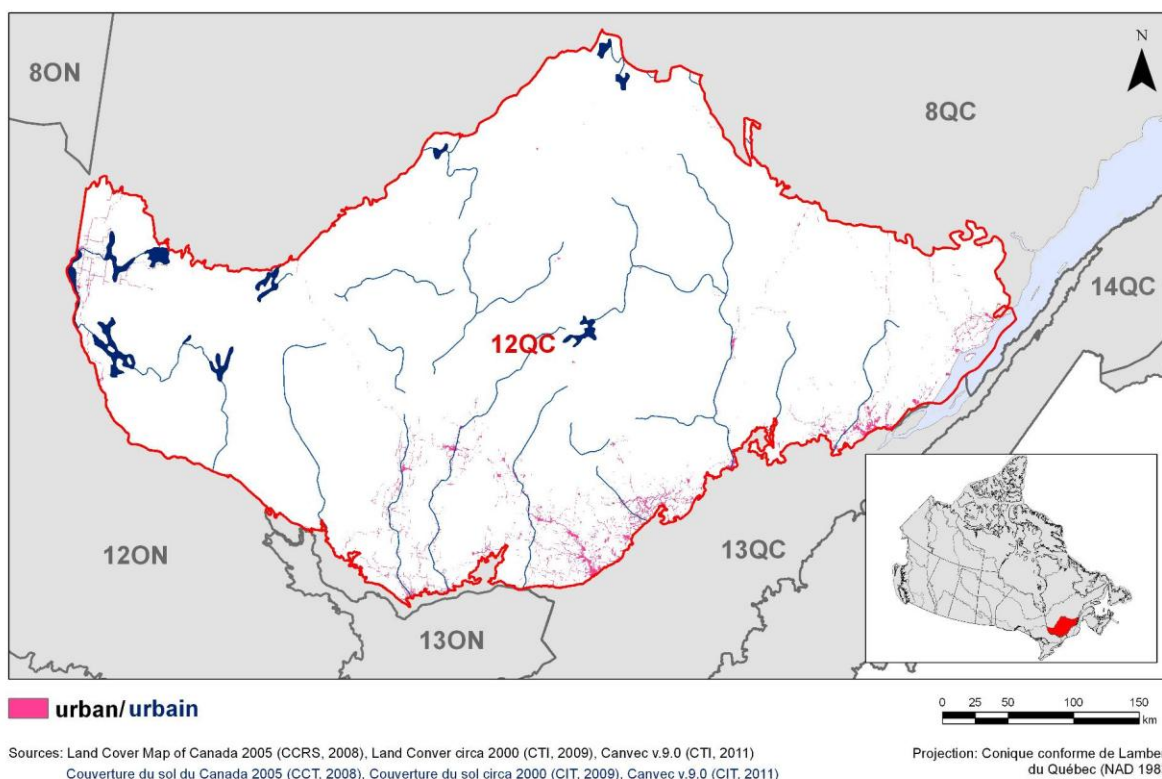 N
8ON
8QC
14QC
12QC
12ON
13QC
13ON
urban/ urbain
0 25 50 100 150
km
Sources: Land Cover Map of Canada 2005 (CCRS, 2008), Land Conver circa 2000 (CTI, 2009), Canvec v.9.0 (CTI, 2011)
Couverture du sol du Canada 2005 (CCT, 2008), Couverture du sol circa 2000 (CIT, 2009), Canvec v.9.0 (CIT, 2011)
Projection: Conique conforme de Lambe
du Québec (NAD 198